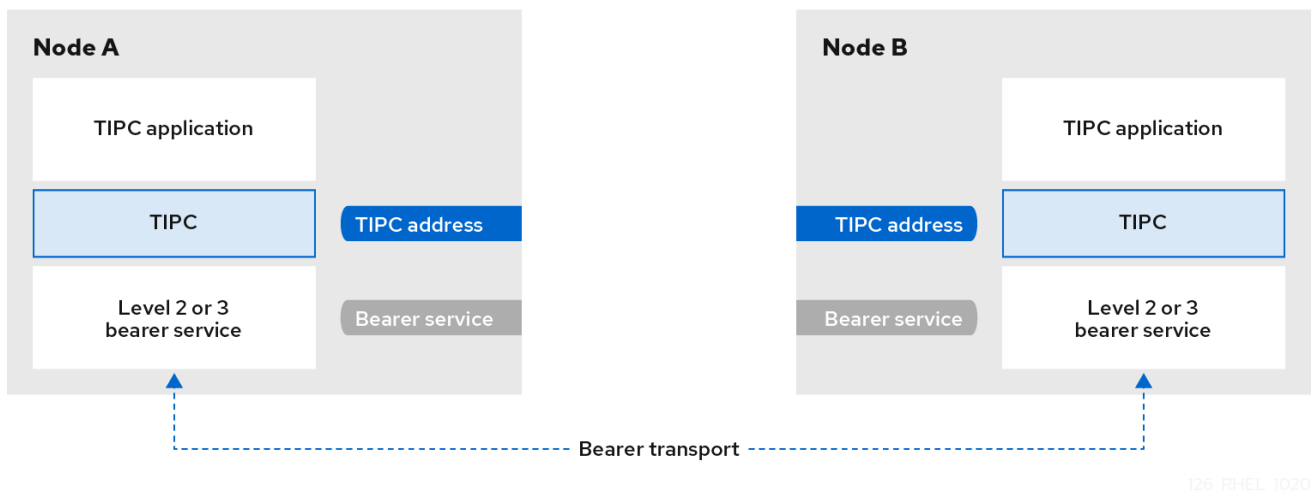 Node A
TIPC application
TIPC
TIPC address
Level 2 or 3
bearer service
Bearer service
Node B
TIPC application
TIPC address
TIPC
Bearer service
Level 2 or 3
bearer service
Bearer transport
126_RHEL_1020